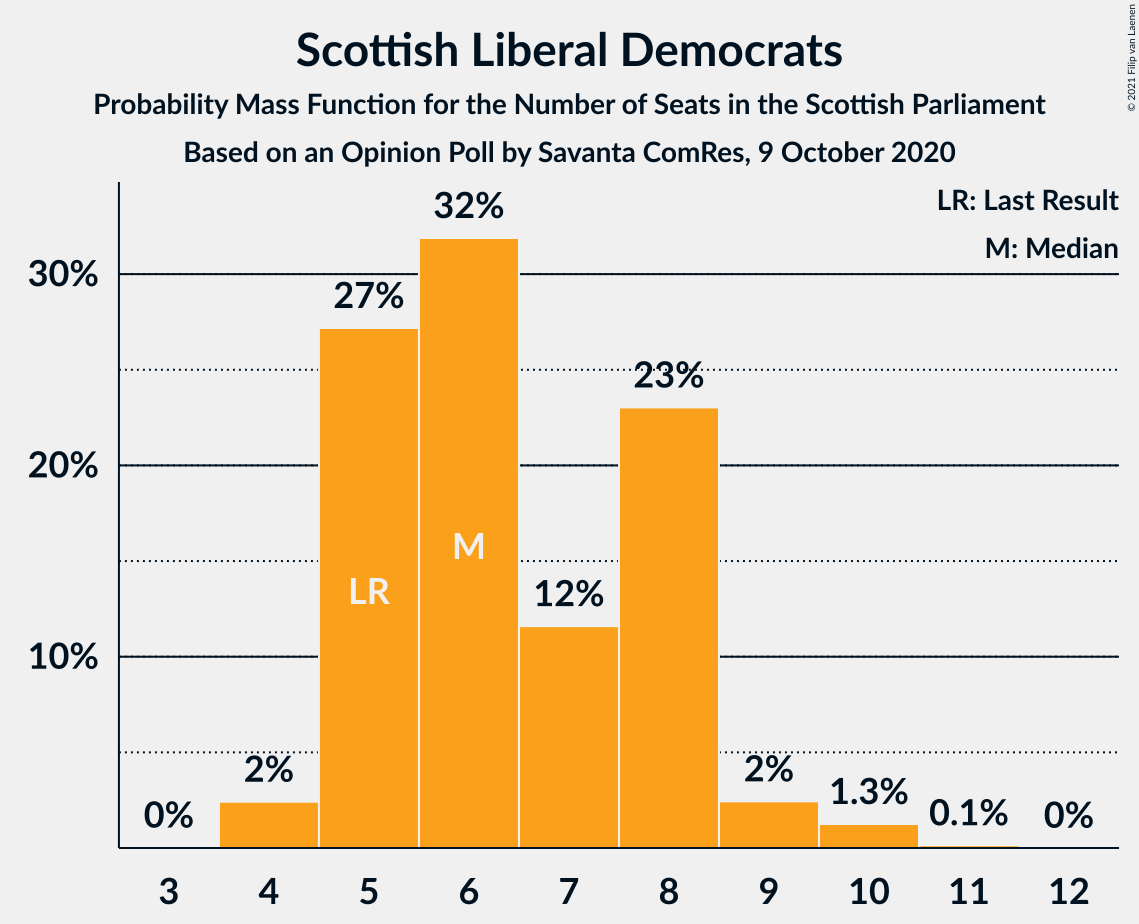 Scottish Liberal Democrats
Probability Mass Function for the Number of Seats in the Scottish Parliament
Based on an Opinion Poll by Savanta ComRes, 9 October 2020
© 2021 Filip van Laenen
LR: Last Result
M: Median
30%
20%
10%
0%
2%
27%
32%
12%
23%
2%
1.3%
0.1%
0%
LR
M
3
4
5
6
7
8
9
10
11
12